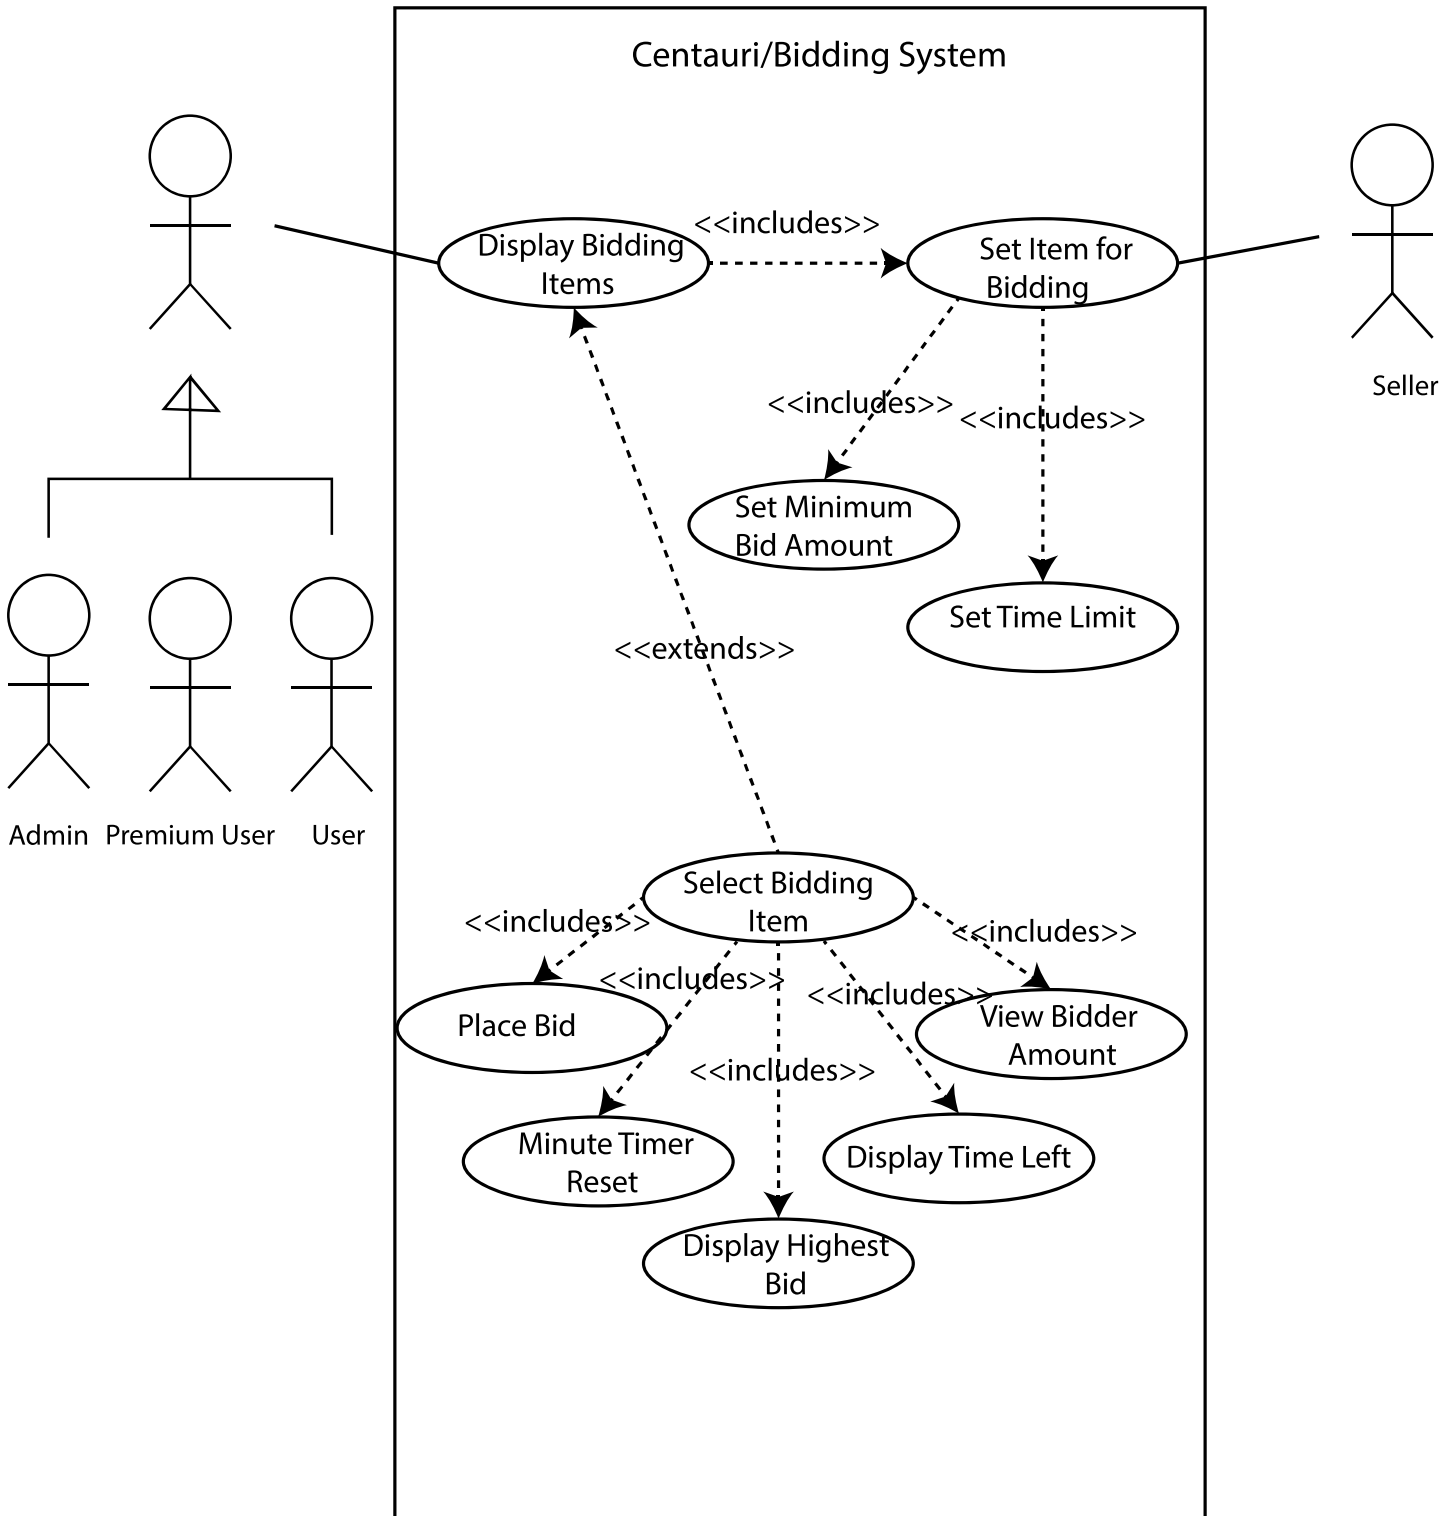 Centauri/Bidding System
<<includes>>
Display Bidding
Items
Set Item for
Bidding
Seller
<<includes>>
<<includes>>
Set Minimum
Bid Amount
Set Time Limit
<<extends>>
Admin
Premium User
User
Select Bidding
Item
<<includes>>
<<includes>>
<<includes>>
<<includes>>
<<includes>>
Place Bid
View Bidder
Amount
Minute Timer
Reset
Display Time Left
Display Highest
Bid